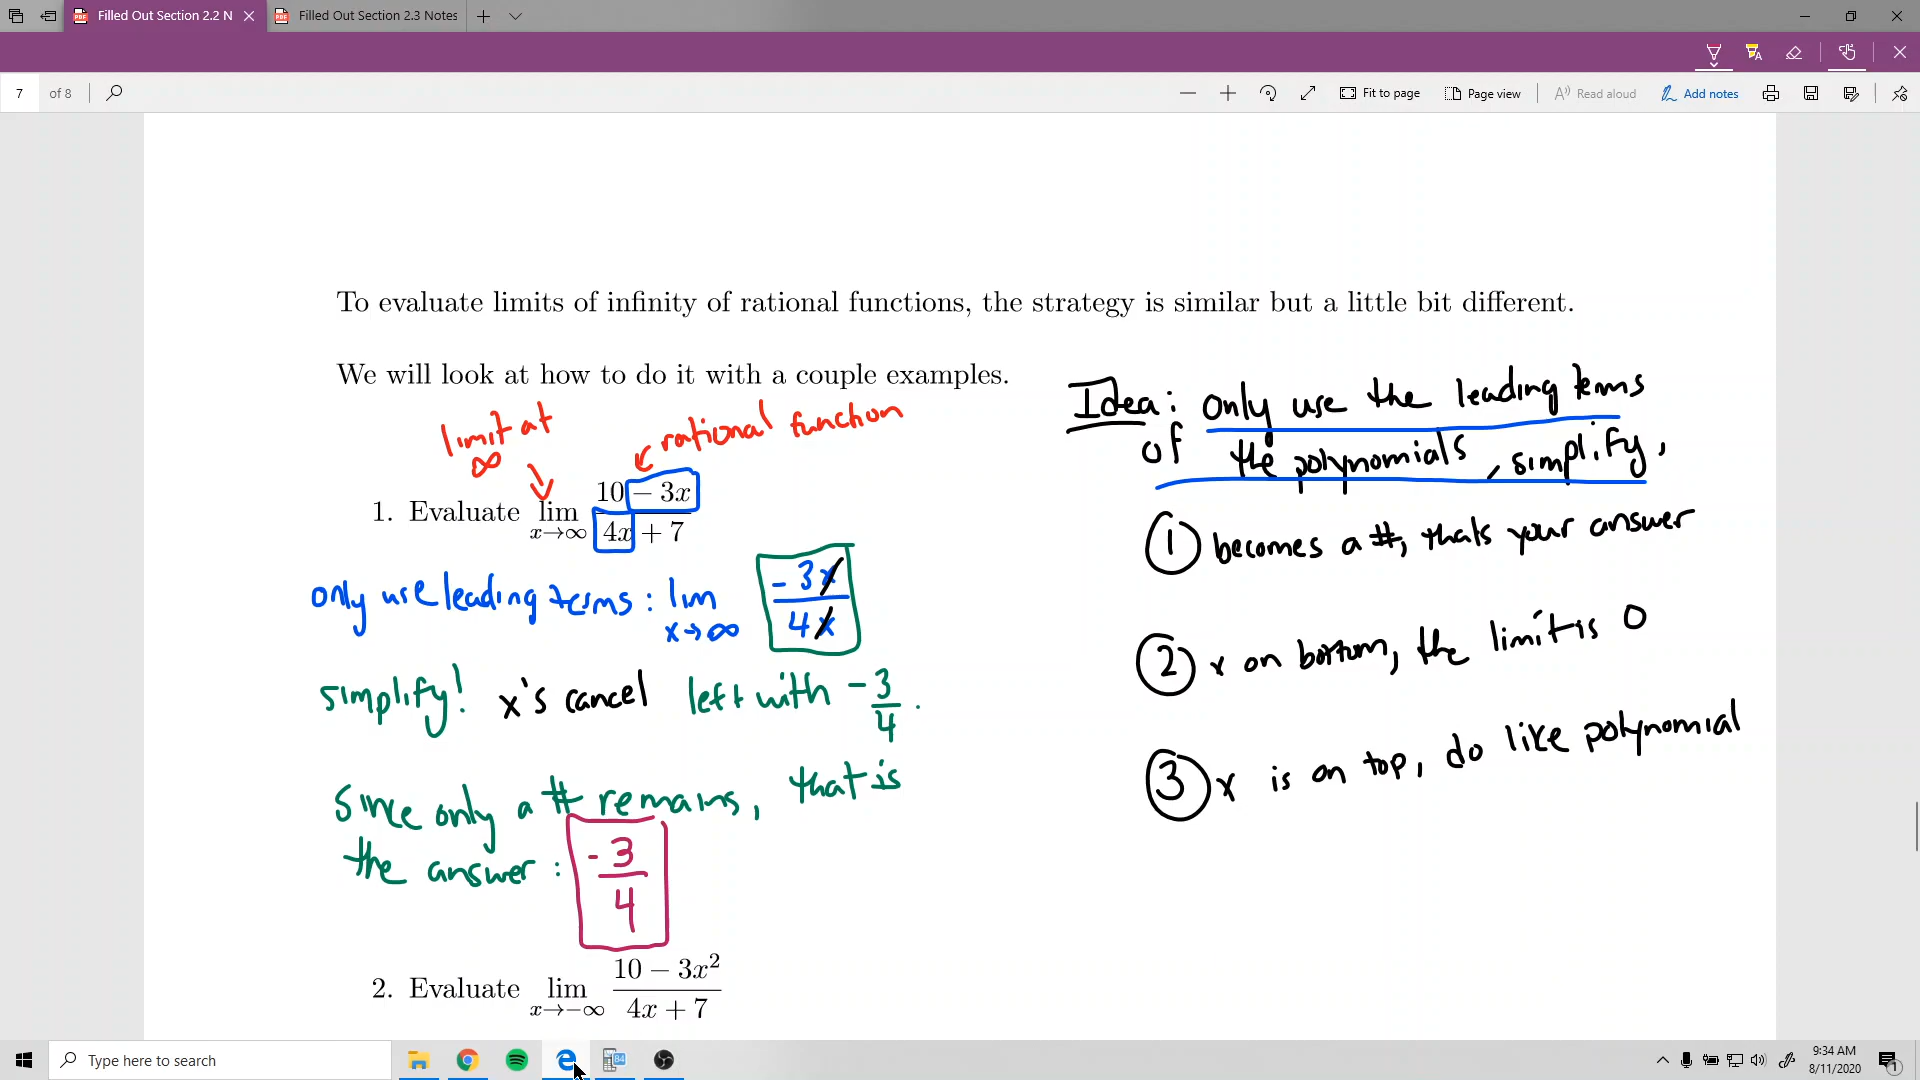 Filled Out Section 2.2 N
Filled Out Section 2.3 Notes
7 of 8
Fit to page
Page view
Read aloud
Add notes
To evaluate limits of infinity of rational functions, the strategy is similar but a little bit different.
We will look at how to do it with a couple examples.
Idea: only use the leading terms
of the polynomials, simplify,
limit at
∞
rational function
1. Evaluate lim x→∞ (10 − 3x)/(4x + 7)
① becomes a #, thats your answer
only use leading terms: lim x→∞ -3x/4x
② x on bottom, the limit is 0
simplify! x's cancel left with -3/4.
③ x is on top, do like polynomial
Since only a # remains, that is
the answer: -3/4
2. Evaluate lim x→−∞ (10 − 3x²)/(4x + 7)
Type here to search
84
9:34 AM
8/11/2020
1